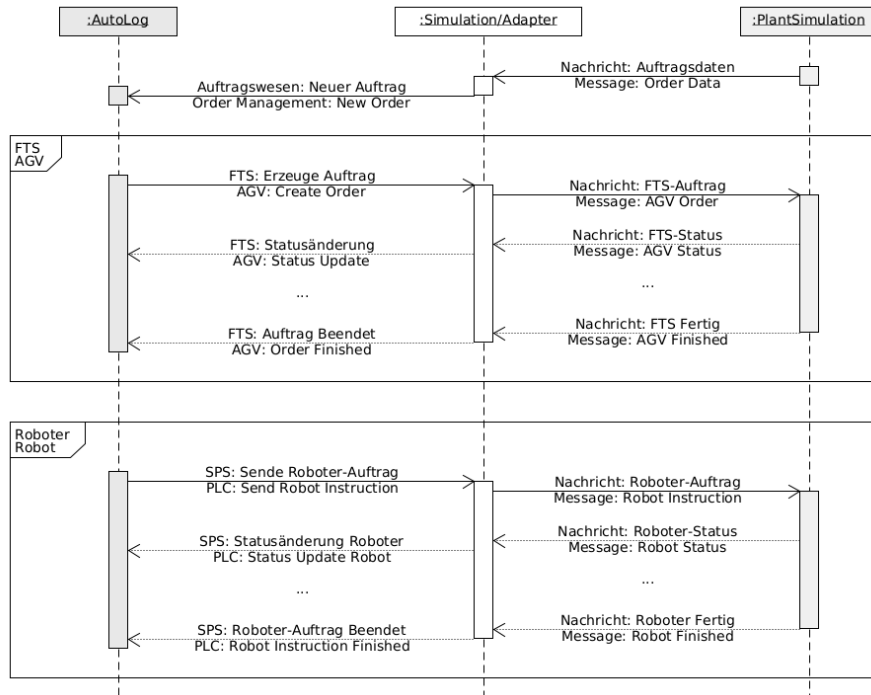 :AutoLog
:Simulation/Adapter
:PlantSimulation
Nachricht: Auftragsdaten
Message: Order Data
Auftragswesen: Neuer Auftrag
Order Management: New Order
FTS
AGV
FTS: Erzeuge Auftrag
AGV: Create Order
Nachricht: FTS-Auftrag
Message: AGV Order
Nachricht: FTS-Status
Message: AGV Status
FTS: Statusänderung
AGV: Status Update
...
...
Nachricht: FTS Fertig
Message: AGV Finished
FTS: Auftrag Beendet
AGV: Order Finished
Roboter
Robot
SPS: Sende Roboter-Auftrag
PLC: Send Robot Instruction
Nachricht: Roboter-Auftrag
Message: Robot Instruction
Nachricht: Roboter-Status
Message: Robot Status
SPS: Statusänderung Roboter
PLC: Status Update Robot
...
...
Nachricht: Roboter Fertig
Message: Robot Finished
SPS: Roboter-Auftrag Beendet
PLC: Robot Instruction Finished